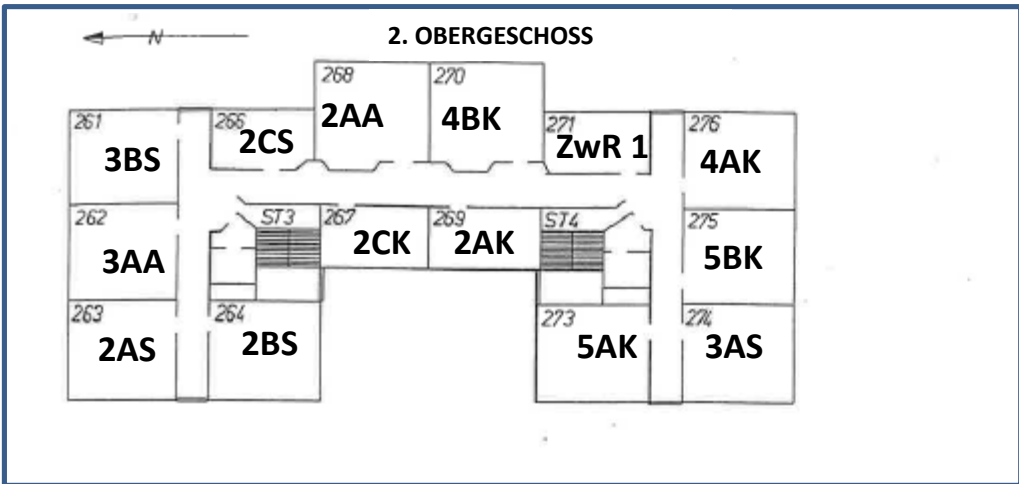 N
2. OBERGESCHOSS
268
2AA
270
4BK
261
3BS
266
2CS
271
ZwR 1
276
4AK
262
3AA
ST3
267
2CK
269
2AK
ST4
275
5BK
263
2AS
264
2BS
273
5AK
274
3AS